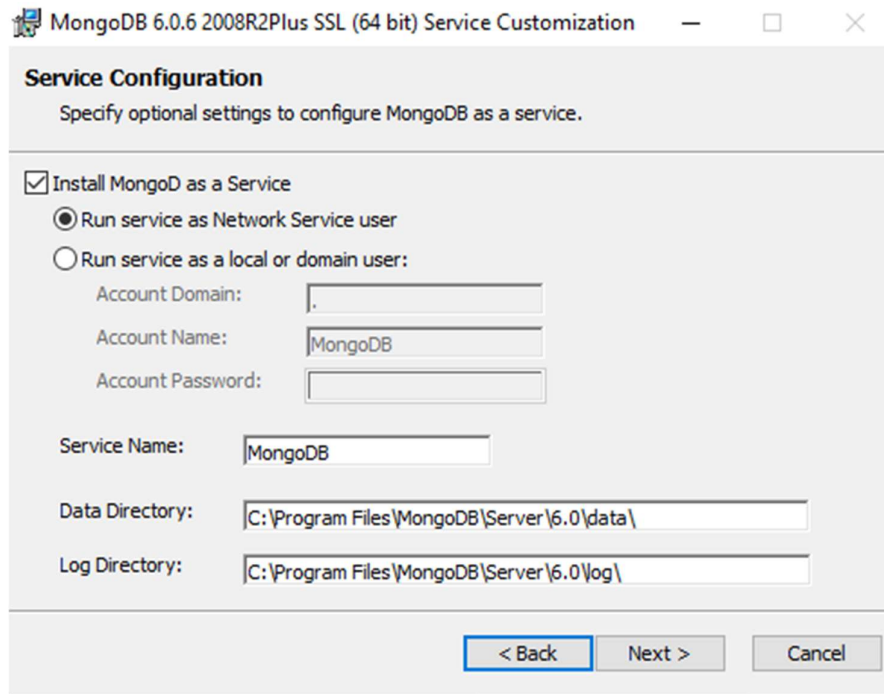 MongoDB 6.0.6 2008R2Plus SSL (64 bit) Service Customization
Service Configuration
Specify optional settings to configure MongoDB as a service.
Install MongoD as a Service
Run service as Network Service user
Run service as a local or domain user:
Account Domain: .
Account Name: MongoDB
Account Password:
Service Name: MongoDB
Data Directory: C:\Program Files\MongoDB\Server\6.0\data\
Log Directory: C:\Program Files\MongoDB\Server\6.0\log\
< Back Next > Cancel